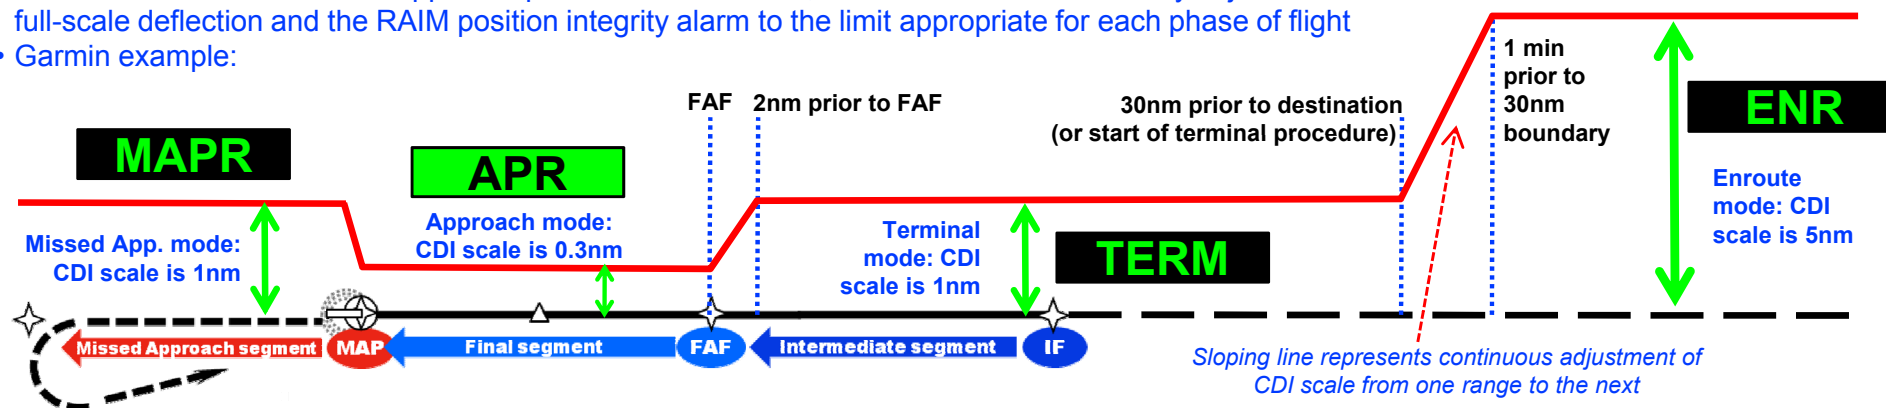 full-scale deflection and the RAIM position integrity alarm to the limit appropriate for each phase of flight
• Garmin example:
MAPR
APR
FAF
2nm prior to FAF
30nm prior to destination
(or start of terminal procedure)
1 min
prior to
30nm
boundary
ENR
Missed App. mode:
CDI scale is 1nm
Approach mode:
CDI scale is 0.3nm
Terminal
mode: CDI
scale is 1nm
TERM
Enroute
mode: CDI
scale is 5nm
Missed Approach segment
MAP
Final segment
FAF
Intermediate segment
IF
Sloping line represents continuous adjustment of
CDI scale from one range to the next